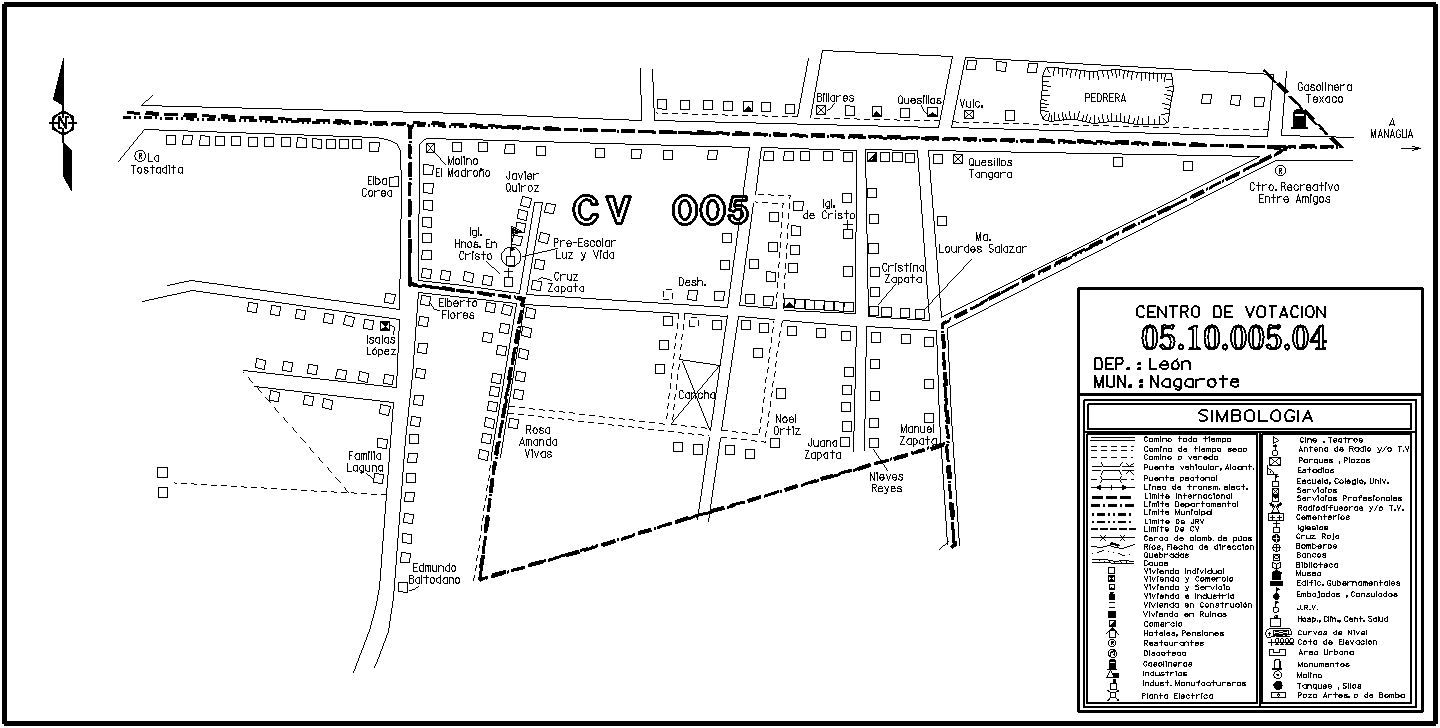 N
Billares
Quesillos
Vulc.
PEDRERA
Gasolinera
Texaco
A
MANAGUA
® La
Tostadita
Molino
El Madroño
Quesillos
Tangara
®
Ctro. Recreativo
Entre Amigos
Elba
Corea
Javier
Quiroz
CV 005
Igl.
de Cristo
Igl.
Hnos. En
Cristo
Pre-Escolar
Luz y Vida
Ma.
Lourdes Salazar
Cruz
Zapata
Desh.
Cristina
Zapata
Elberto
Flores
Isaias
López
Cancha
Rosa
Amanda
Vivas
Noel
Ortiz
Juana
Zapata
Manuel
Zapata
Nieves
Reyes
Familia
Laguna
Edmundo
Baltodano
CENTRO DE VOTACION
05.10.005.04
DEP.: León
MUN.: Nagarote
SIMBOLOGIA
Camino todo tiempo
Camino de tiempo seco
Camino o vereda
Puente vehicular, Alcant.
Puente peatonal
Linea de transm. elect.
Limite Internacional
Limite Departamental
Limite Municipal
Limite De JRV
Limite De CV
Cerca de alamb. de púas
Ríos, Flecha de dirección
Quebradas
Cauce
Vivienda Individual
Vivienda y Comercio
Vivienda y Servicio
Vivienda e Industria
Vivienda en Construción
Vivienda en Ruinas
Comercio
Hoteles, Pensiones
Restaurantes
Discoteca
Gasolineras
Industrias
Indust. Manufactureras
Planta Electrica
Cine , Teatros
Antena de Radio y/o T.V
Parques , Plazas
Estadios
Escuela, Colegio, Univ.
Servicios
Servicios Profesionales
Radiodifusoras y/o T.V.
Cementerios
Iglesias
Cruz Roja
Bomberos
Bancos
Biblioteca
Museo
Edific. Gubernamentales
Embajadas , Consulados
J.R.V.
Hosp., Clin., Cent. Salud
Curvas de Nivel
Cota de Elevacion
Area Urbana
Monumentos
Molino
Tanques , Silos
Pozo Artes. o de Bomba